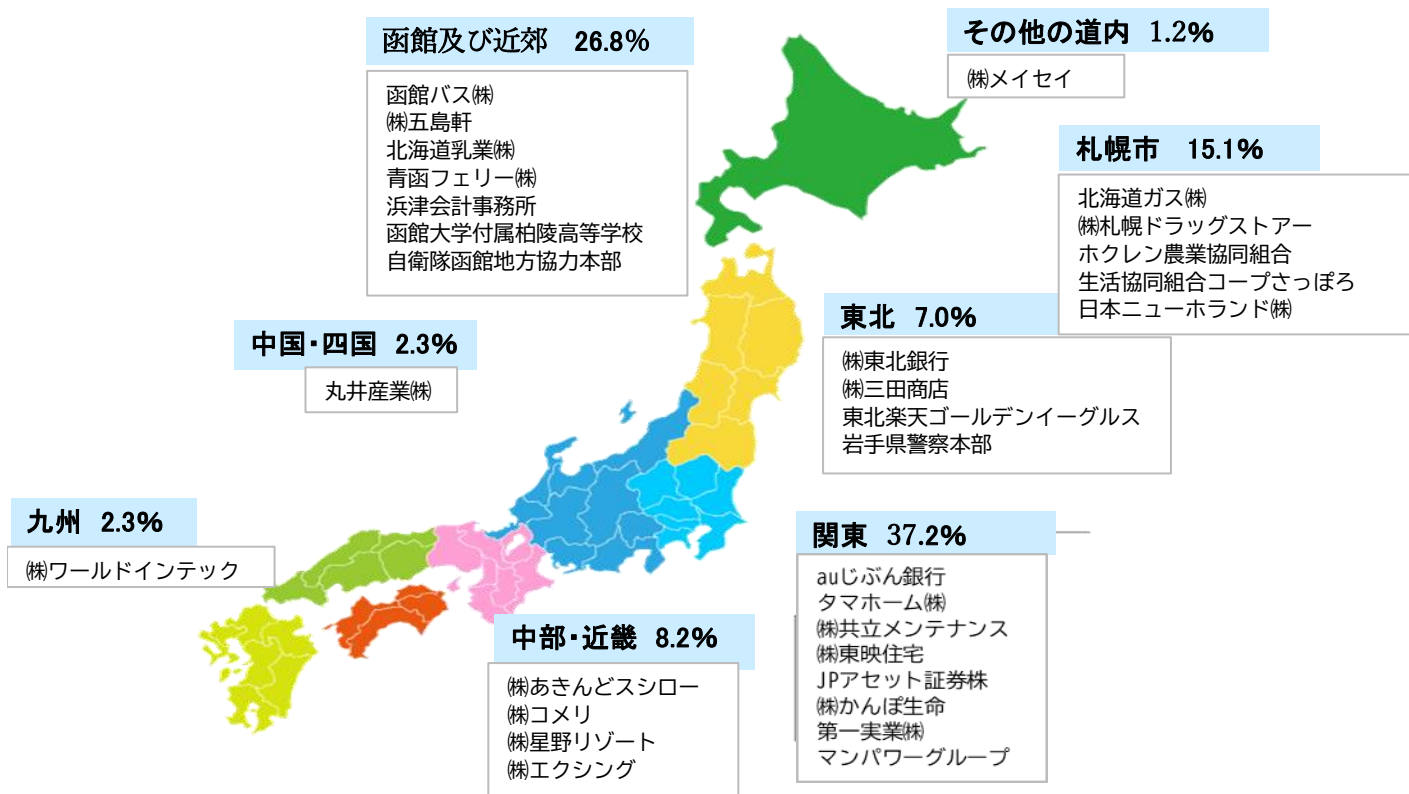 函館及び近郊 26.8%
函館バス㈱
㈱五島軒
北海道乳業㈱
青函フェリー㈱
浜津会計事務所
函館大学付属柏陵高等学校
自衛隊函館地方協力本部
その他の道内 1.2%
㈱メイセイ
札幌市 15.1%
北海道ガス㈱
㈱札幌ドラッグストアー
ホクレン農業協同組合
生活協同組合コープさっぽろ
日本ニューホランド㈱
東北 7.0%
㈱東北銀行
㈱三田商店
東北楽天ゴールデンイーグルス
岩手県警察本部
中国・四国 2.3%
丸井産業㈱
九州 2.3%
㈱ワールドインテック
関東 37.2%
auじぶん銀行
タマホーム㈱
㈱共立メンテナンス
㈱東映住宅
JPアセット証券株
㈱かんぽ生命
第一実業㈱
マンパワーグループ
中部・近畿 8.2%
㈱あきんどスシロー
㈱コメリ
㈱星野リゾート
㈱エクシング